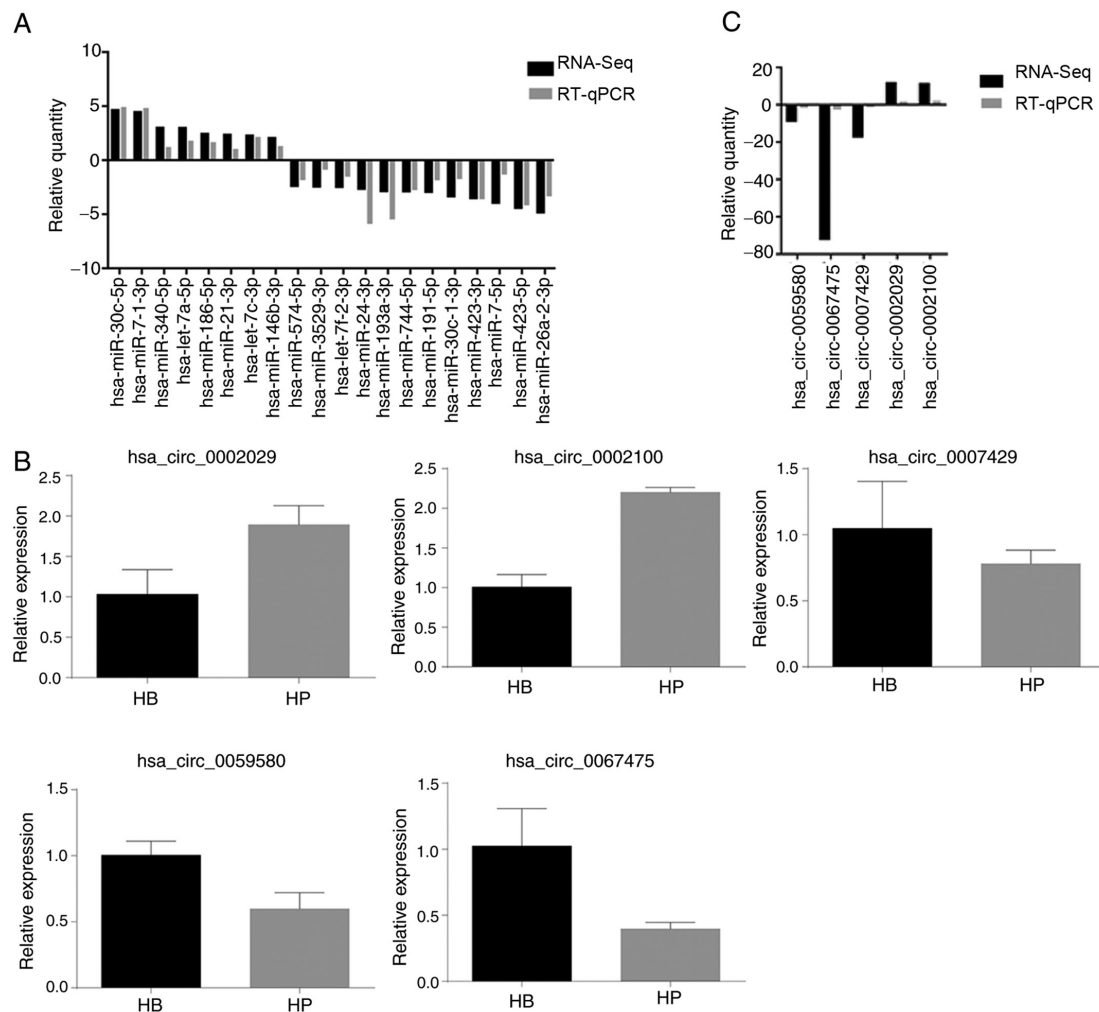 A
10
5
0
−5
−10
Relative quantity
RNA-Seq
RT-qPCR
hsa-miR-30c-5p
hsa-miR-7-1-3p
hsa-miR-340-5p
hsa-let-7a-5p
hsa-miR-186-5p
hsa-miR-21-3p
hsa-let-7c-3p
hsa-miR-146b-3p
hsa-miR-574-5p
hsa-miR-3529-3p
hsa-let-7f-2-3p
hsa-miR-24-3p
hsa-miR-193a-3p
hsa-miR-744-5p
hsa-miR-191-5p
hsa-miR-30c-1-3p
hsa-miR-423-3p
hsa-miR-7-5p
hsa-miR-423-5p
hsa-miR-26a-2-3p
C
20
0
−20
−40
−60
−80
Relative quantity
RNA-Seq
RT-qPCR
hsa_circ-0059580
hsa_circ-0067475
hsa_circ-0007429
hsa_circ-0002029
hsa_circ-0002100
B
hsa_circ_0002029
2.5
2.0
1.5
1.0
0.5
0.0
Relative expression
HB
HP
hsa_circ_0002100
2.5
2.0
1.5
1.0
0.5
0.0
Relative expression
HB
HP
hsa_circ_0007429
1.5
1.0
0.5
0.0
Relative expression
HB
HP
hsa_circ_0059580
1.5
1.0
0.5
0.0
Relative expression
HB
HP
hsa_circ_0067475
1.5
1.0
0.5
0.0
Relative expression
HB
HP